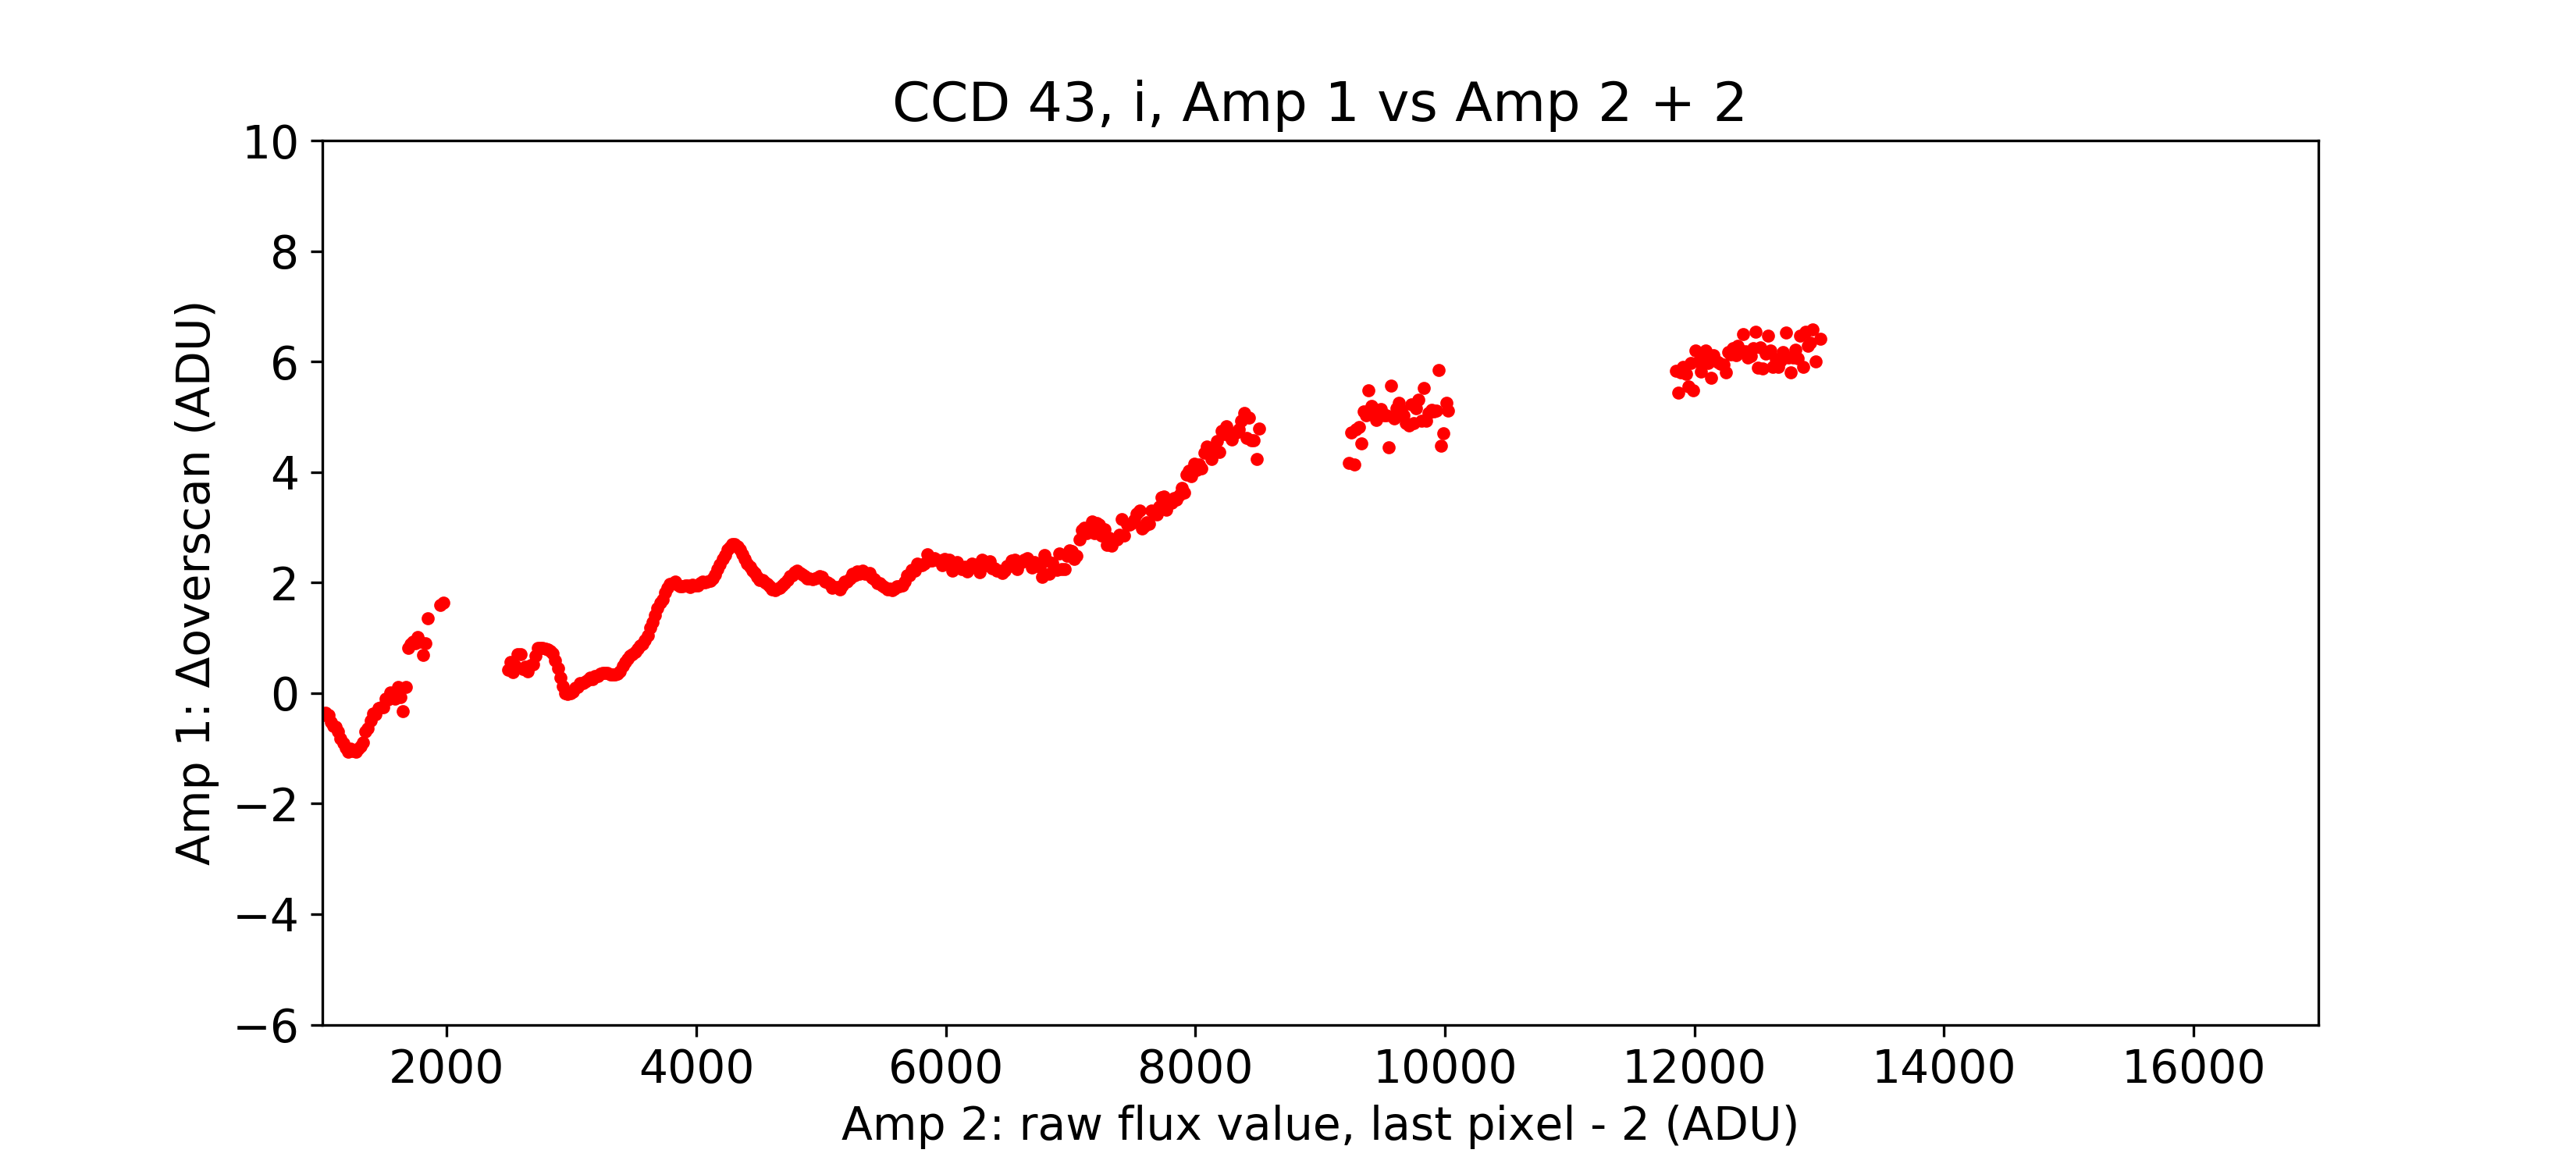 CCD 43, i, Amp 1 vs Amp 2 + 2
Amp 1: Δoverscan (ADU)
10
8
6
4
2
0
−2
−4
−6
2000 4000 6000 8000 10000 12000 14000 16000
Amp 2: raw flux value, last pixel - 2 (ADU)